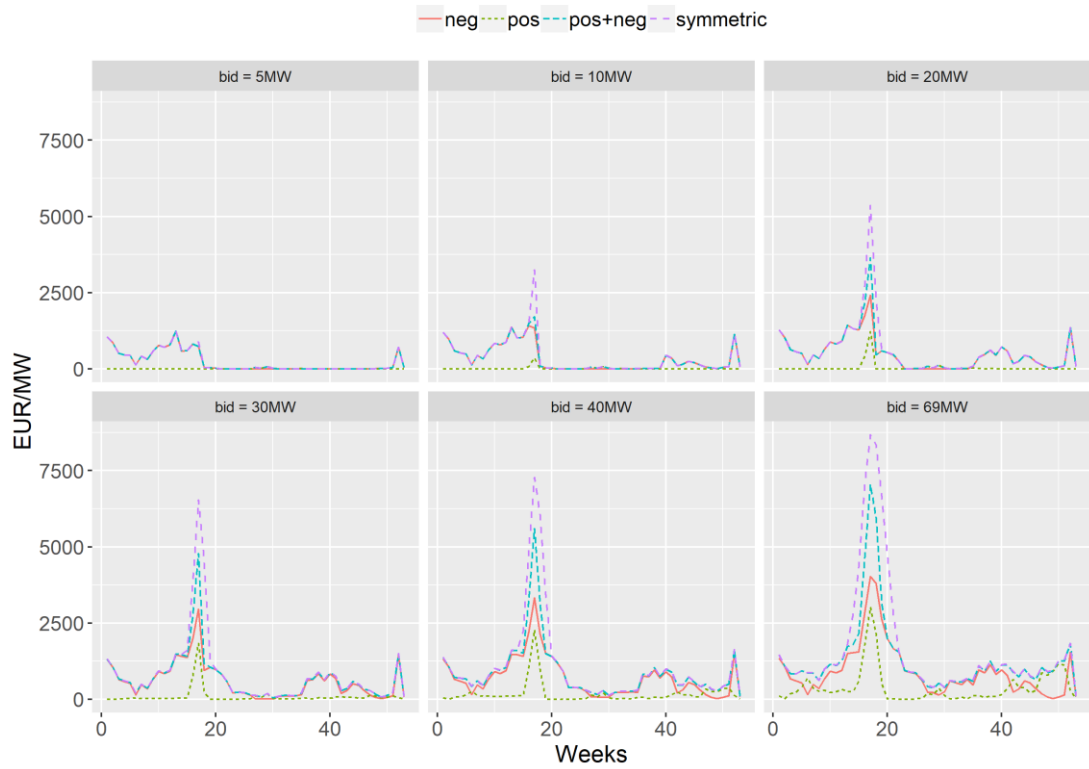 neg pos pos+neg symmetric
bid = 5MW bid = 10MW bid = 20MW
7500
5000
2500
0
bid = 30MW bid = 40MW bid = 69MW
7500
5000
2500
0
EUR/MW
0 20 40 0 20 40 0 20 40
Weeks